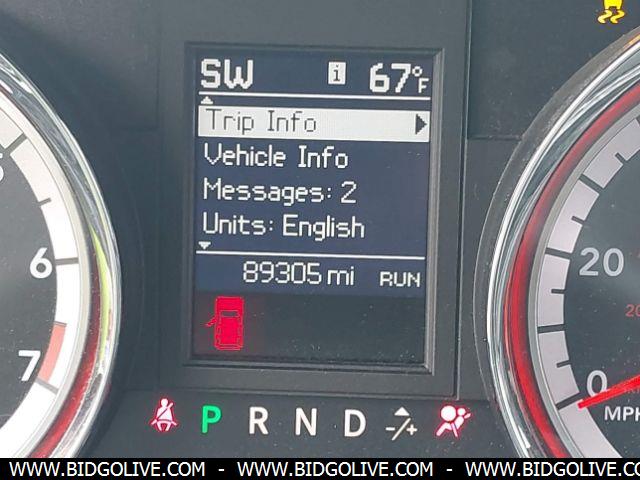 SW i 67°F
Trip Info
Vehicle Info
Messages: 2
Units: English
89305 mi RUN
6
7
20
20
0
MPH
P R N D -/+
WWW.BIDGOLIVE.COM - WWW.BIDGOLIVE.COM - WWW.BIDGOLIVE.COM